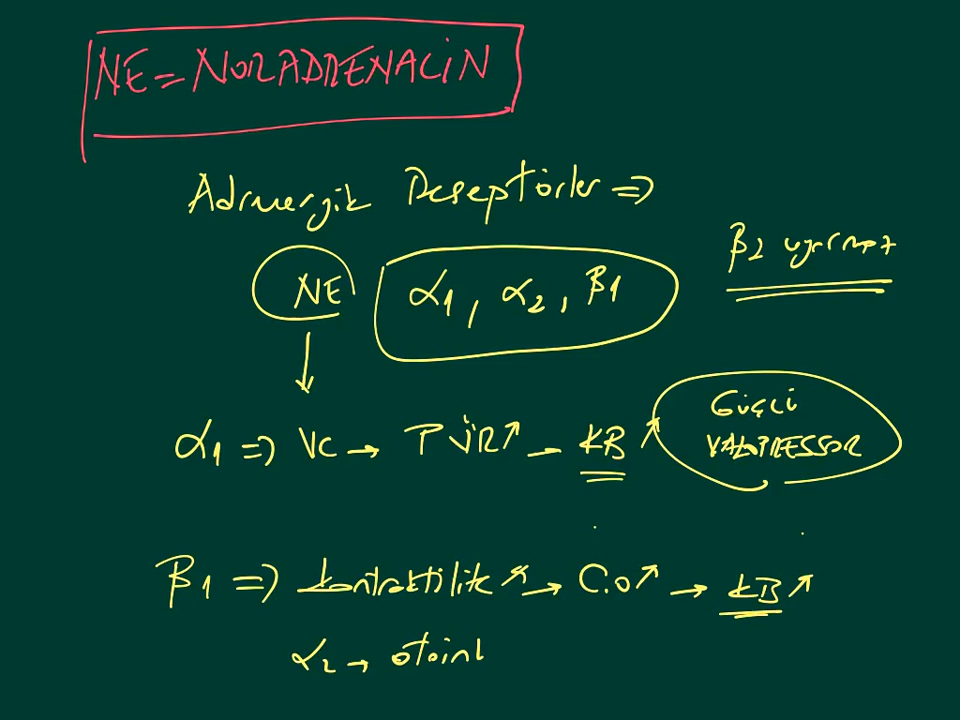 NE = NORADRENALİN
Adrenerjik Reseptörler ⇒
NE α1, α2, β1
β2 uyarmaz
↓
α1 ⇒ VC → PVR↑ → KB ↑
Güçlü
VAZOPRESSOR
β1 ⇒ kontraktilite ↑ → C.O ↑ → KB ↑
α2 → otoinh